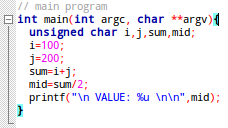 // main program
int main(int argc, char **argv){
unsigned char i,j,sum,mid;
i=100;
j=200;
sum=i+j;
mid=sum/2;
printf("\n VALUE: %u \n\n",mid);
}